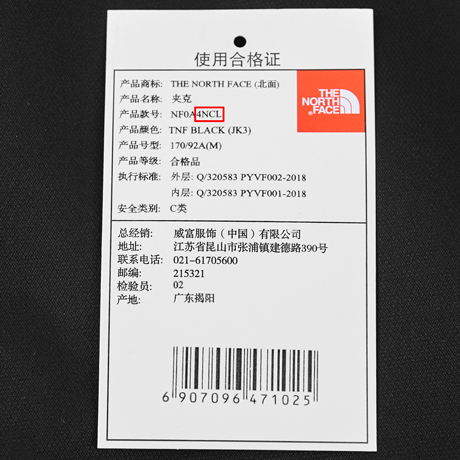 使用合格证
产品商标: THE NORTH FACE (北面)
产品名称: 夹克
产品款号: NF0A4NCL
产品颜色: TNF BLACK (JK3)
产品号型: 170/92A(M)
产品等级: 合格品
执行标准: 外层: Q/320583 PYVF002-2018
内层: Q/320583 PYVF001-2018
安全类别: C类
THE
NORTH
FACE
总经销: 威富服饰（中国）有限公司
地址: 江苏省昆山市张浦镇建德路390号
联系电话: 021-61705600
邮编: 215321
检验员: 02
产地: 广东揭阳
6 907096 471025